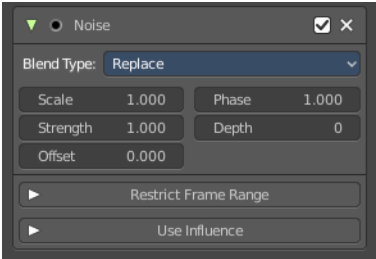 Noise
Blend Type: Replace
Scale 1.000 Phase 1.000
Strength 1.000 Depth 0
Offset 0.000
Restrict Frame Range
Use Influence